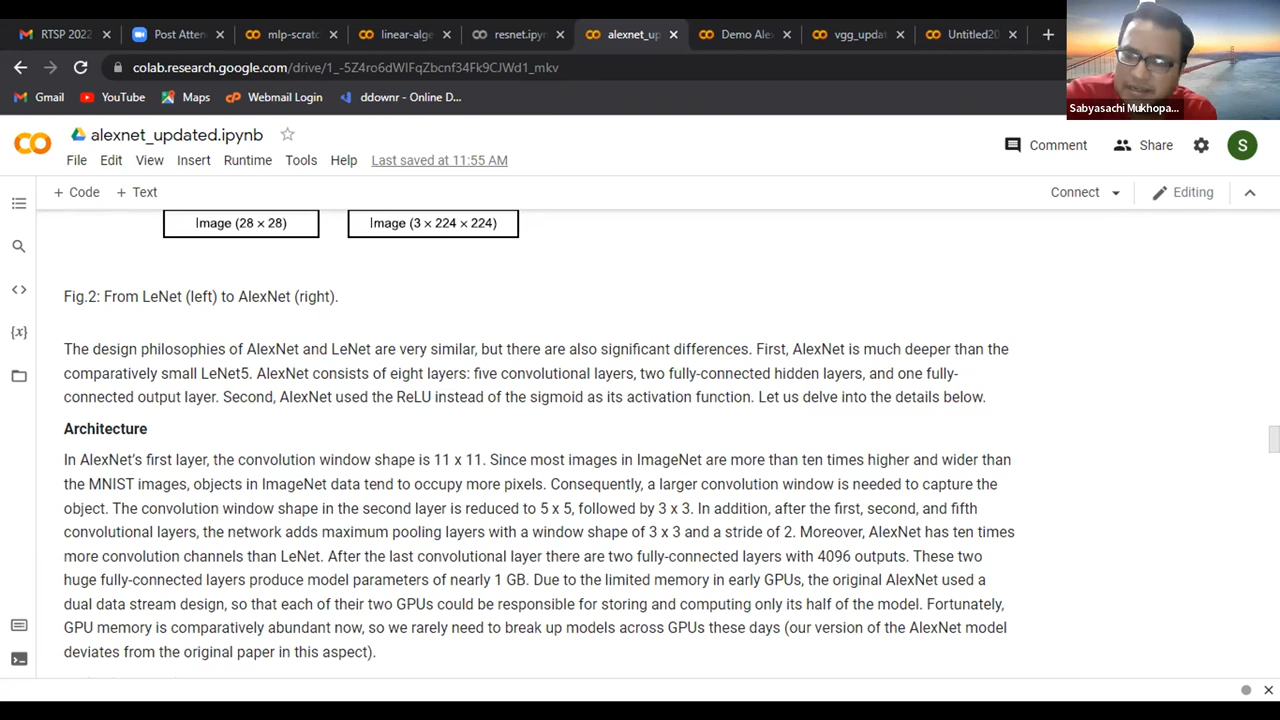 RTSP 2022
Post Atten
mlp-scratc
linear-alge
resnet.ipyn
alexnet_up
Demo Ale
vgg_updat
Untitled20
colab.research.google.com/drive/1_-5Z4ro6dWIFqZbcnf34Fk9CJWd1_mkv
Gmail
YouTube
Maps
Webmail Login
ddownr - Online D...
Sabyasachi Mukhopa...
alexnet_updated.ipynb
File Edit View Insert Runtime Tools Help Last saved at 11:55 AM
Comment
Share
S
+ Code + Text
Connect
Editing
Image (28 × 28)
Image (3 × 224 × 224)
Fig.2: From LeNet (left) to AlexNet (right).
The design philosophies of AlexNet and LeNet are very similar, but there are also significant differences. First, AlexNet is much deeper than the
comparatively small LeNet5. AlexNet consists of eight layers: five convolutional layers, two fully-connected hidden layers, and one fully-
connected output layer. Second, AlexNet used the ReLU instead of the sigmoid as its activation function. Let us delve into the details below.
Architecture
In AlexNet's first layer, the convolution window shape is 11 x 11. Since most images in ImageNet are more than ten times higher and wider than
the MNIST images, objects in ImageNet data tend to occupy more pixels. Consequently, a larger convolution window is needed to capture the
object. The convolution window shape in the second layer is reduced to 5 x 5, followed by 3 x 3. In addition, after the first, second, and fifth
convolutional layers, the network adds maximum pooling layers with a window shape of 3 x 3 and a stride of 2. Moreover, AlexNet has ten times
more convolution channels than LeNet. After the last convolutional layer there are two fully-connected layers with 4096 outputs. These two
huge fully-connected layers produce model parameters of nearly 1 GB. Due to the limited memory in early GPUs, the original AlexNet used a
dual data stream design, so that each of their two GPUs could be responsible for storing and computing only its half of the model. Fortunately,
GPU memory is comparatively abundant now, so we rarely need to break up models across GPUs these days (our version of the AlexNet model
deviates from the original paper in this aspect).